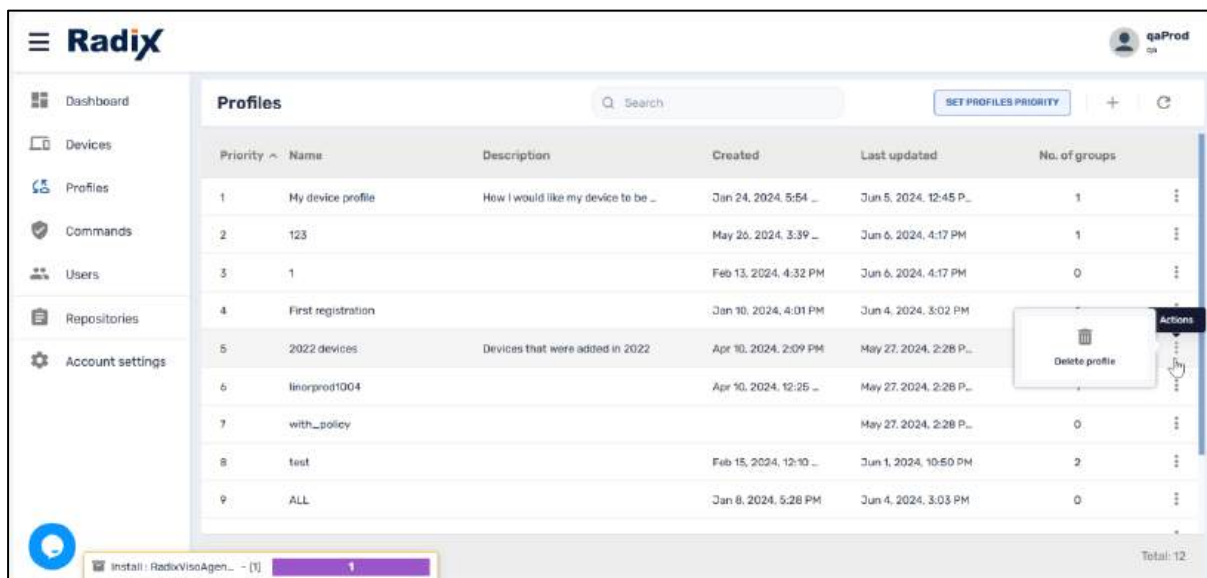 Radix
qaProd
qa
Dashboard
Devices
Profiles
Commands
Users
Repositories
Account settings
Profiles
Search
SET PROFILES PRIORITY
Priority Name Description Created Last updated No. of groups
1 My device profile How I would like my device to be ... Jan 24, 2024, 5:54 ... Jun 5, 2024, 12:45 P... 1
2 123 May 26, 2024, 3:39 ... Jun 6, 2024, 4:17 PM 1
3 1 Feb 13, 2024, 4:32 PM Jun 6, 2024, 4:17 PM 0
4 First registration Jan 10, 2024, 4:01 PM Jun 4, 2024, 3:02 PM
Actions
5 2022 devices Devices that were added in 2022 Apr 10, 2024, 2:09 PM May 27, 2024, 2:28 P...
Delete profile
6 linorprod1004 Apr 10, 2024, 12:25 ... May 27, 2024, 2:28 P...
7 with_policy May 27, 2024, 2:28 P... 0
8 test Feb 15, 2024, 12:10 ... Jun 1, 2024, 10:50 PM 2
9 ALL Jan 8, 2024, 5:28 PM Jun 4, 2024, 3:03 PM 0
Total: 12
Install : RadixVisoAgen... - (1) 1